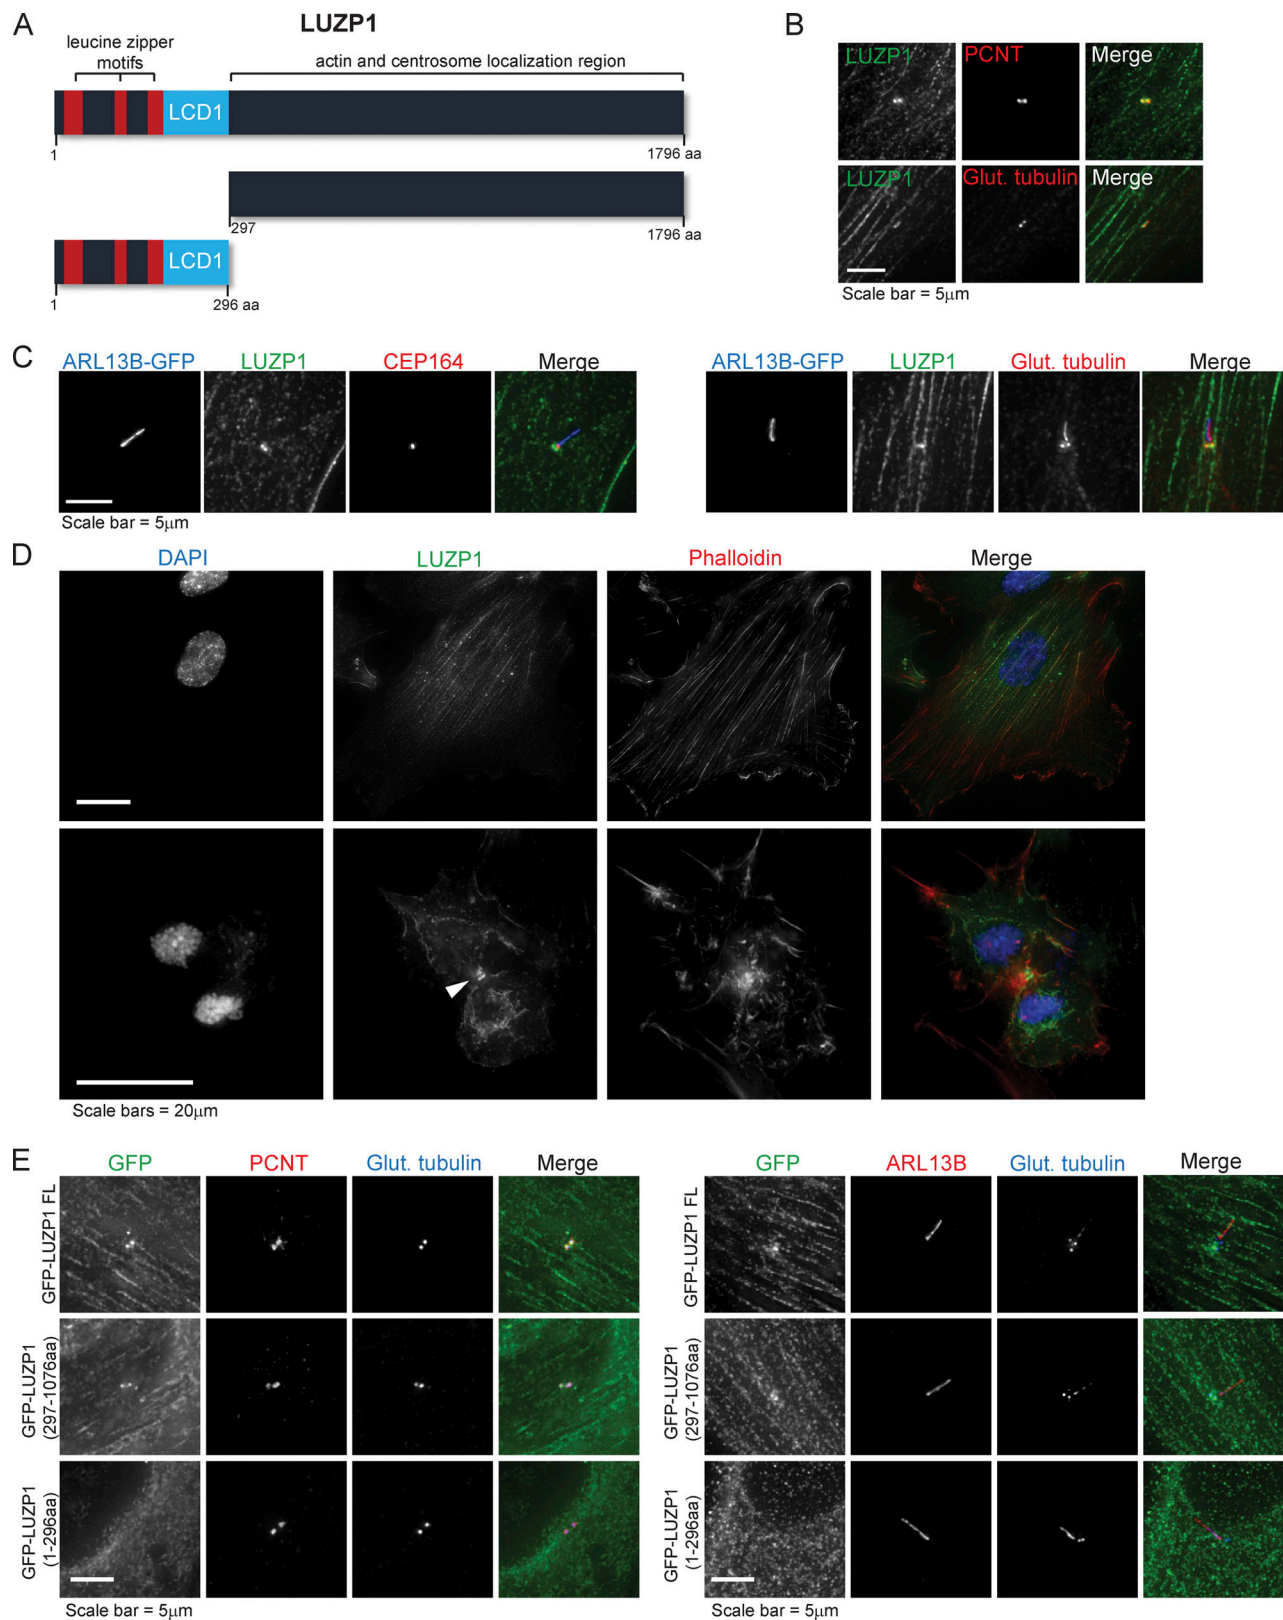 A
LUZP1
leucine zipper
motifs
actin and centrosome localization region
LCD1
1
1796 aa
297
1796 aa
LCD1
1
296 aa
B
LUZP1
PCNT
Merge
LUZP1
Glut. tubulin
Merge
Scale bar = 5μm
C
ARL13B-GFP
LUZP1
CEP164
Merge
Scale bar = 5μm
ARL13B-GFP
LUZP1
Glut. tubulin
Merge
D
DAPI
LUZP1
Phalloidin
Merge
Scale bars = 20μm
E
GFP
PCNT
Glut. tubulin
Merge
GFP-LUZP1 FL
GFP-LUZP1
(297-1076aa)
GFP-LUZP1
(1-296aa)
Scale bar = 5μm
GFP
ARL13B
Glut. tubulin
Merge
GFP-LUZP1 FL
GFP-LUZP1
(297-1076aa)
GFP-LUZP1
(1-296aa)
Scale bar = 5μm